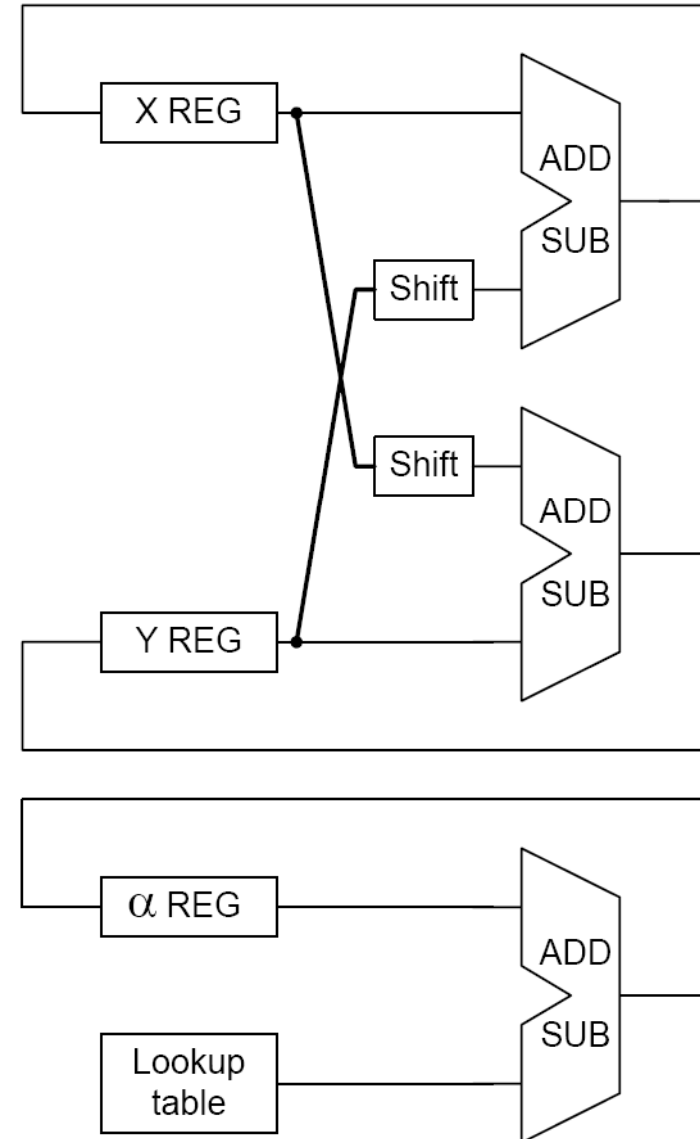 X REG
ADD
SUB
Shift
Shift
ADD
SUB
Y REG
α REG
ADD
SUB
Lookup
table